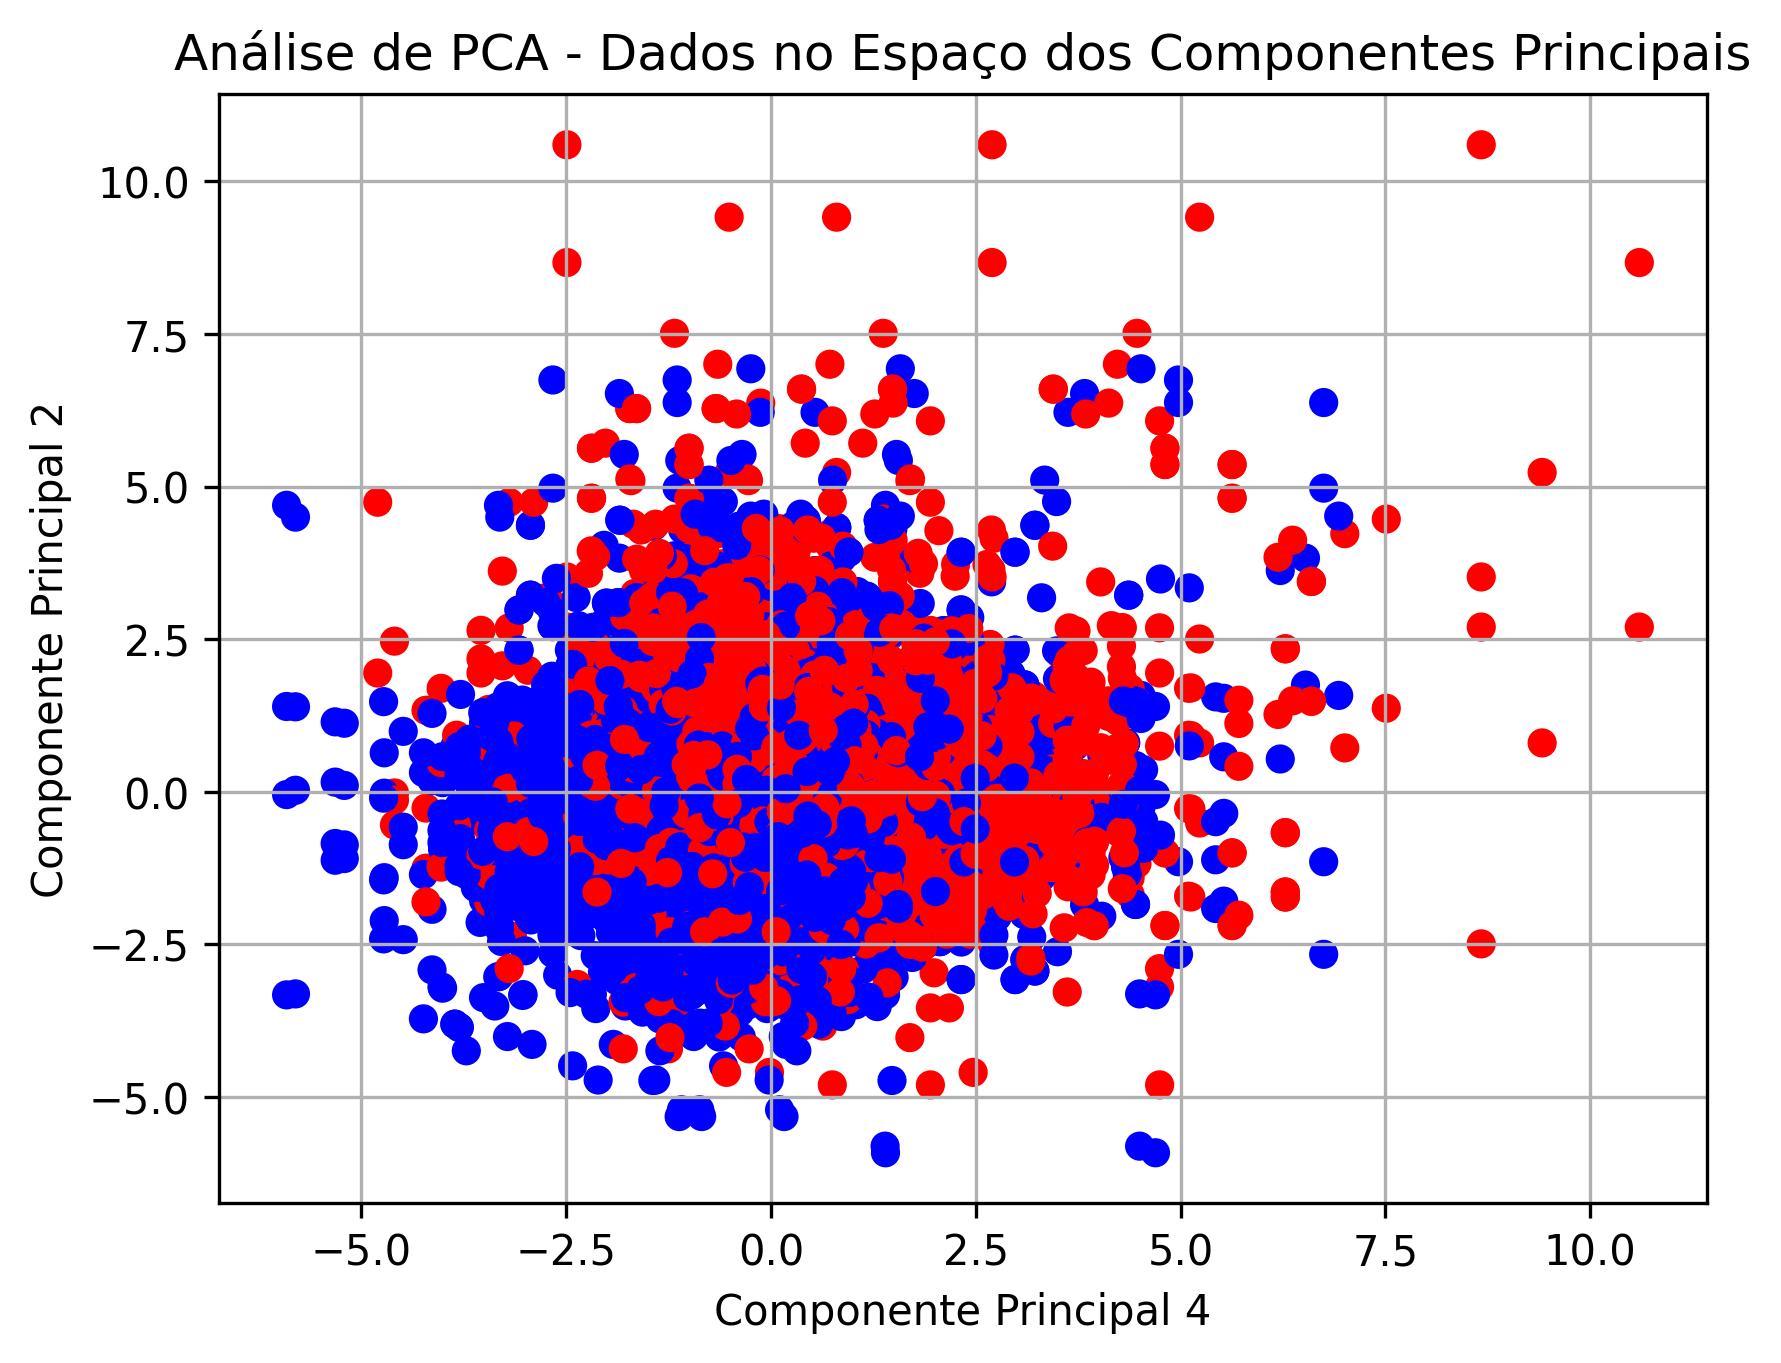 Análise de PCA - Dados no Espaço dos Componentes Principais
10.0
7.5
5.0
2.5
0.0
−2.5
−5.0
Componente Principal 2
−5.0 −2.5 0.0 2.5 5.0 7.5 10.0
Componente Principal 4